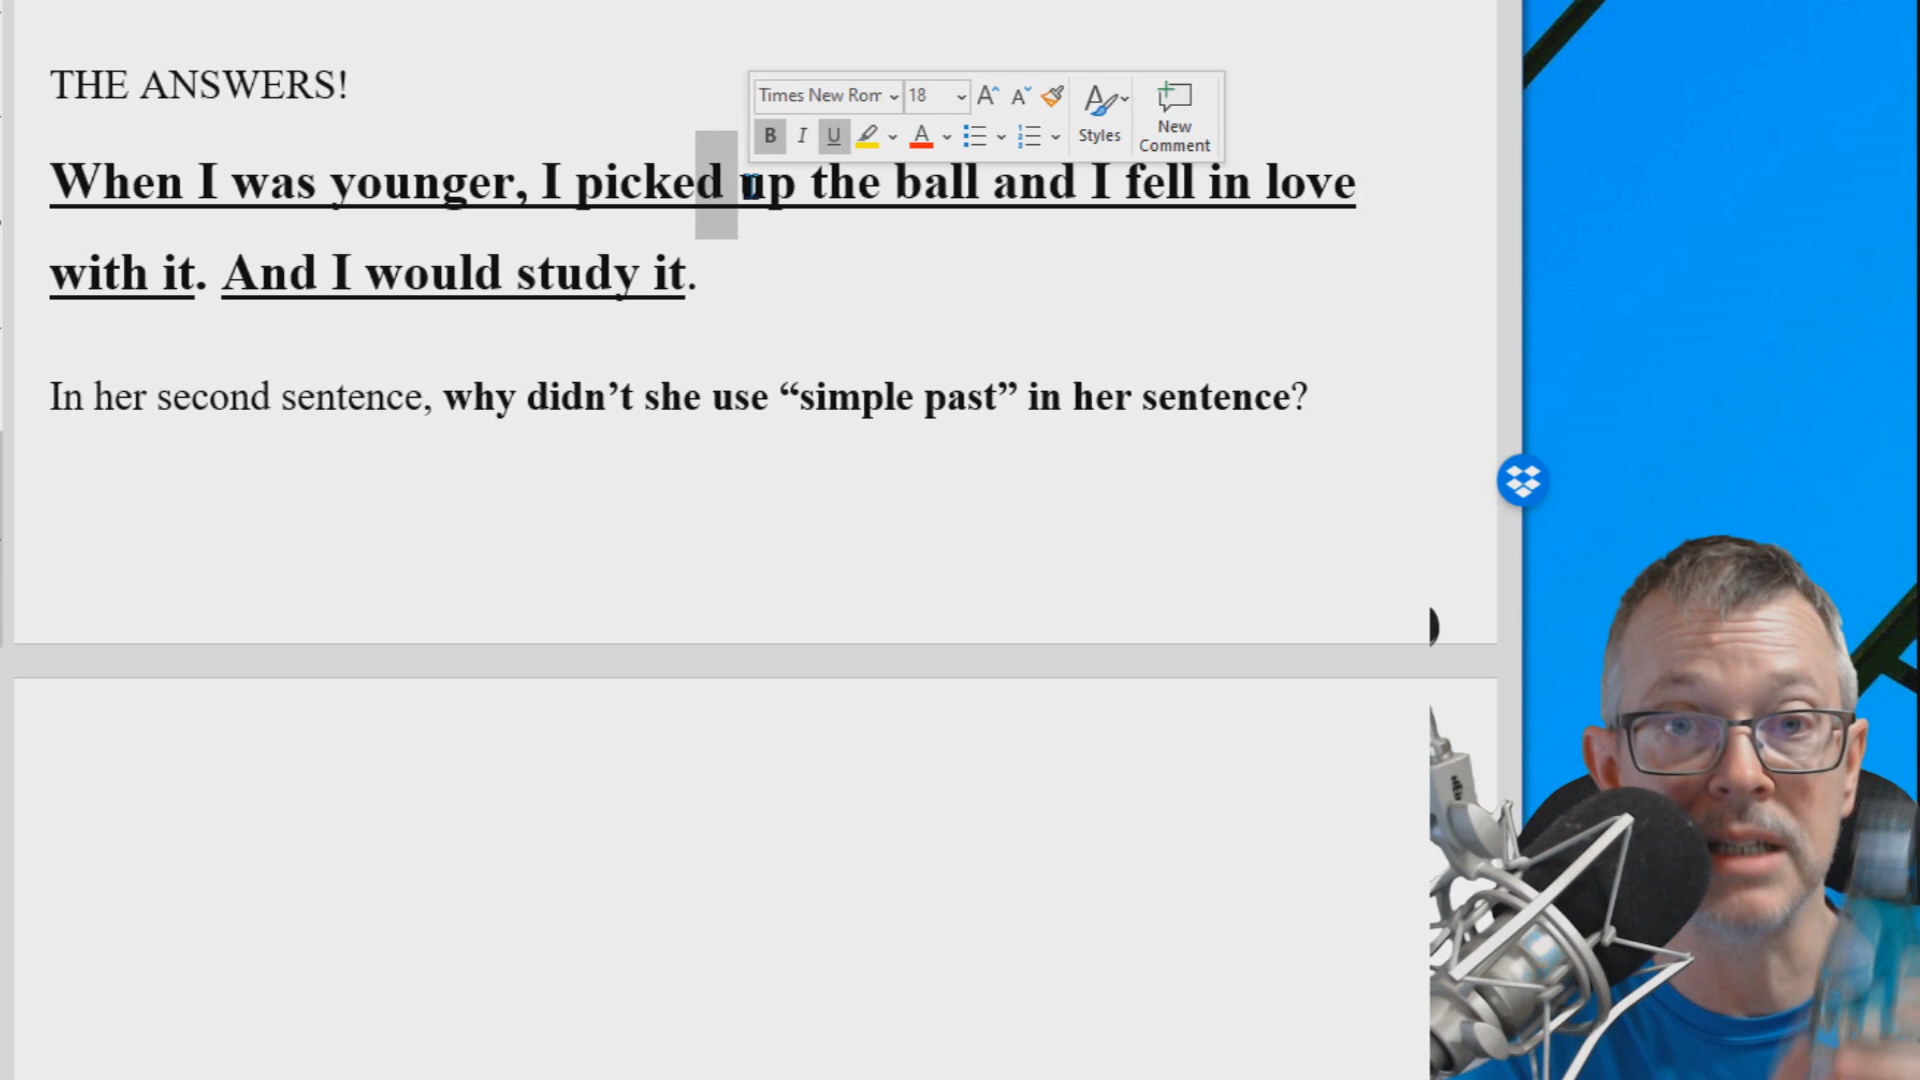 THE ANSWERS!
Times New Ror
18
B I U
Styles
New
Comment
When I was younger, I picked up the ball and I fell in love
with it. And I would study it.
In her second sentence, why didn’t she use “simple past” in her sentence?